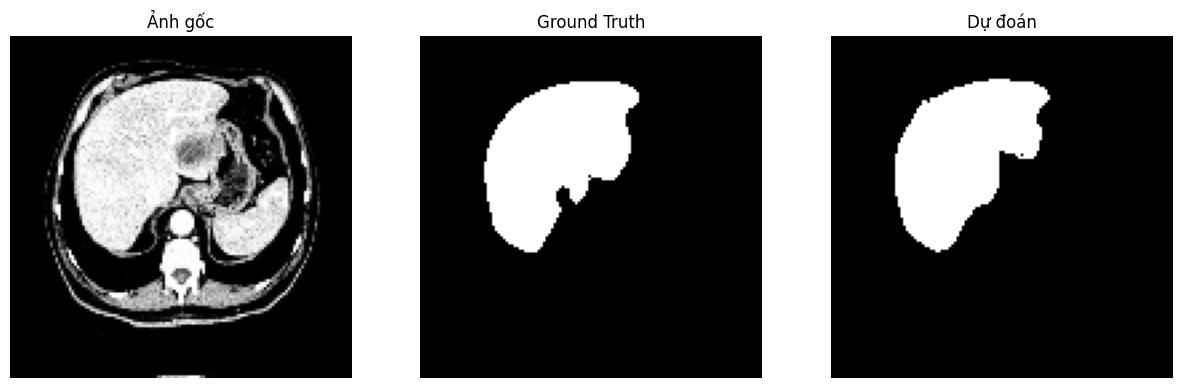 Ảnh gốc
Ground Truth
Dự đoán